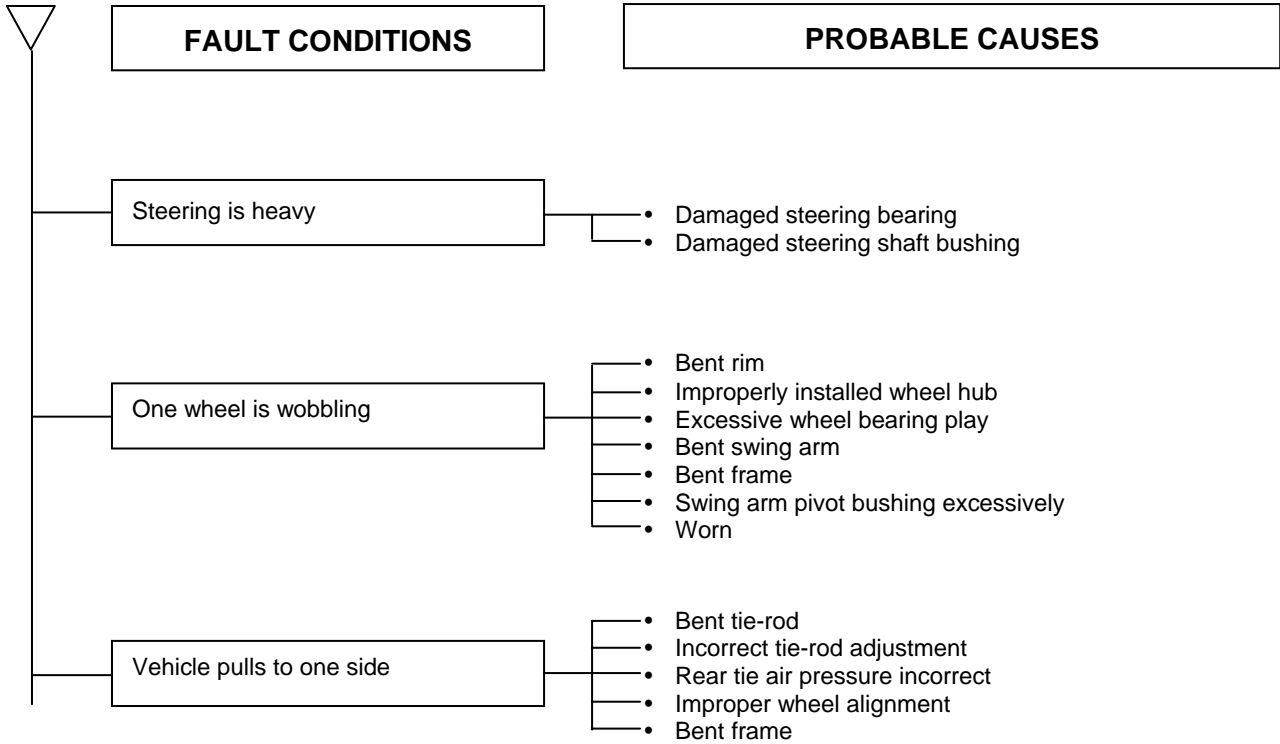 FAULT CONDITIONS
PROBABLE CAUSES
Steering is heavy
• Damaged steering bearing
• Damaged steering shaft bushing
One wheel is wobbling
• Bent rim
• Improperly installed wheel hub
• Excessive wheel bearing play
• Bent swing arm
• Bent frame
• Swing arm pivot bushing excessively
• Worn
Vehicle pulls to one side
• Bent tie-rod
• Incorrect tie-rod adjustment
• Rear tie air pressure incorrect
• Improper wheel alignment
• Bent frame